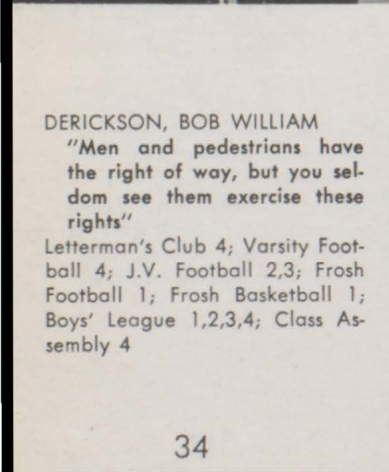 DERICKSON, BOB WILLIAM
"Men and pedestrians have
the right of way, but you sel-
dom see them exercise these
rights"
Letterman's Club 4; Varsity Foot-
ball 4; J.V. Football 2,3; Frosh
Football 1; Frosh Basketball 1;
Boys' League 1,2,3,4; Class As-
sembly 4
34